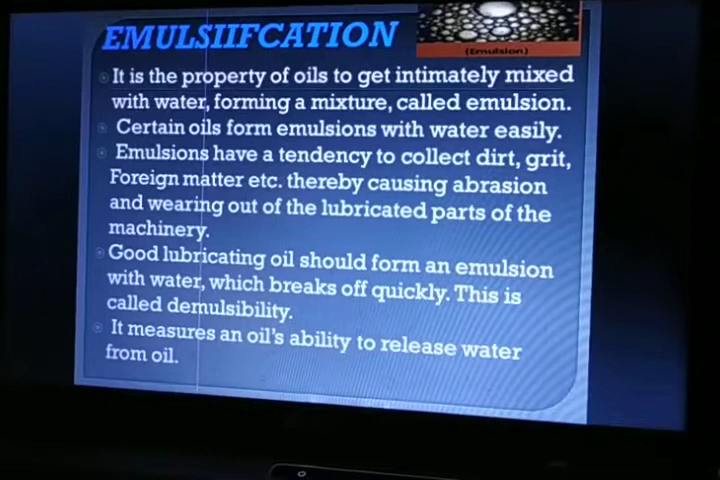 EMULSIIFCATION
(Emulsion)
It is the property of oils to get intimately mixed
with water, forming a mixture, called emulsion.
Certain oils form emulsions with water easily.
Emulsions have a tendency to collect dirt, grit,
Foreign matter etc. thereby causing abrasion
and wearing out of the lubricated parts of the
machinery.
Good lubricating oil should form an emulsion
with water, which breaks off quickly. This is
called demulsibility.
It measures an oil's ability to release water
from oil.